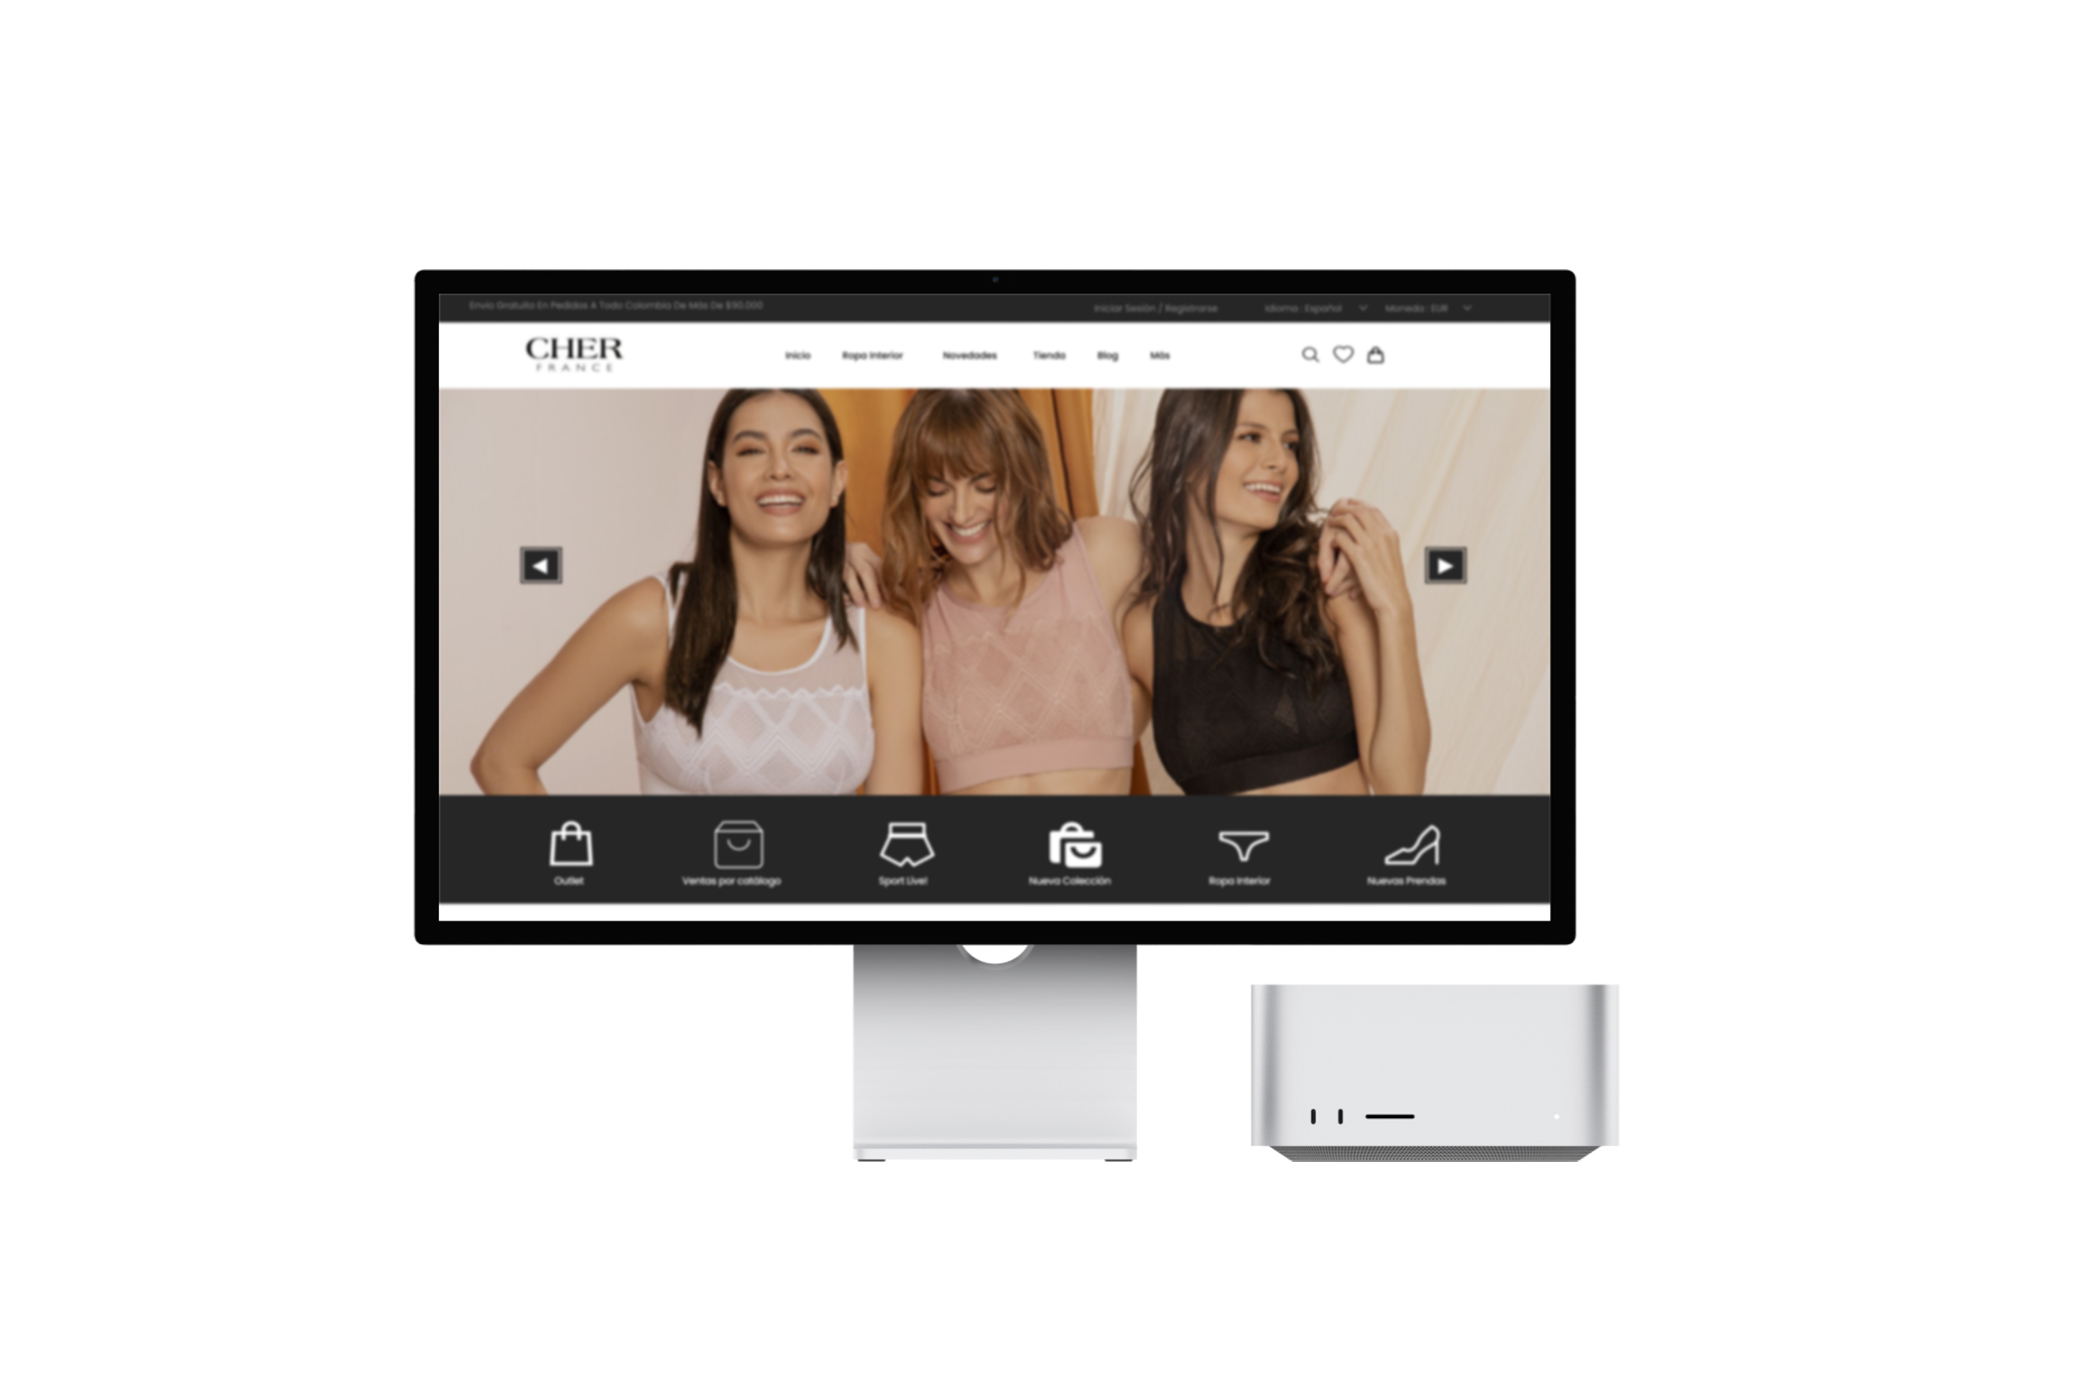 Envio Gratuito En Pedidos A Todo Colombia De Más De $90.000
Iniciar Sesión / Registrarse
Idioma : Español
Moneda : EUR
CHER
FRANCE
Inicio
Ropa Interior
Novedades
Tienda
Blog
Más
Outlet
Ventas por catálogo
Sport Live!
Nueva Colección
Ropa Interior
Nuevas Prendas